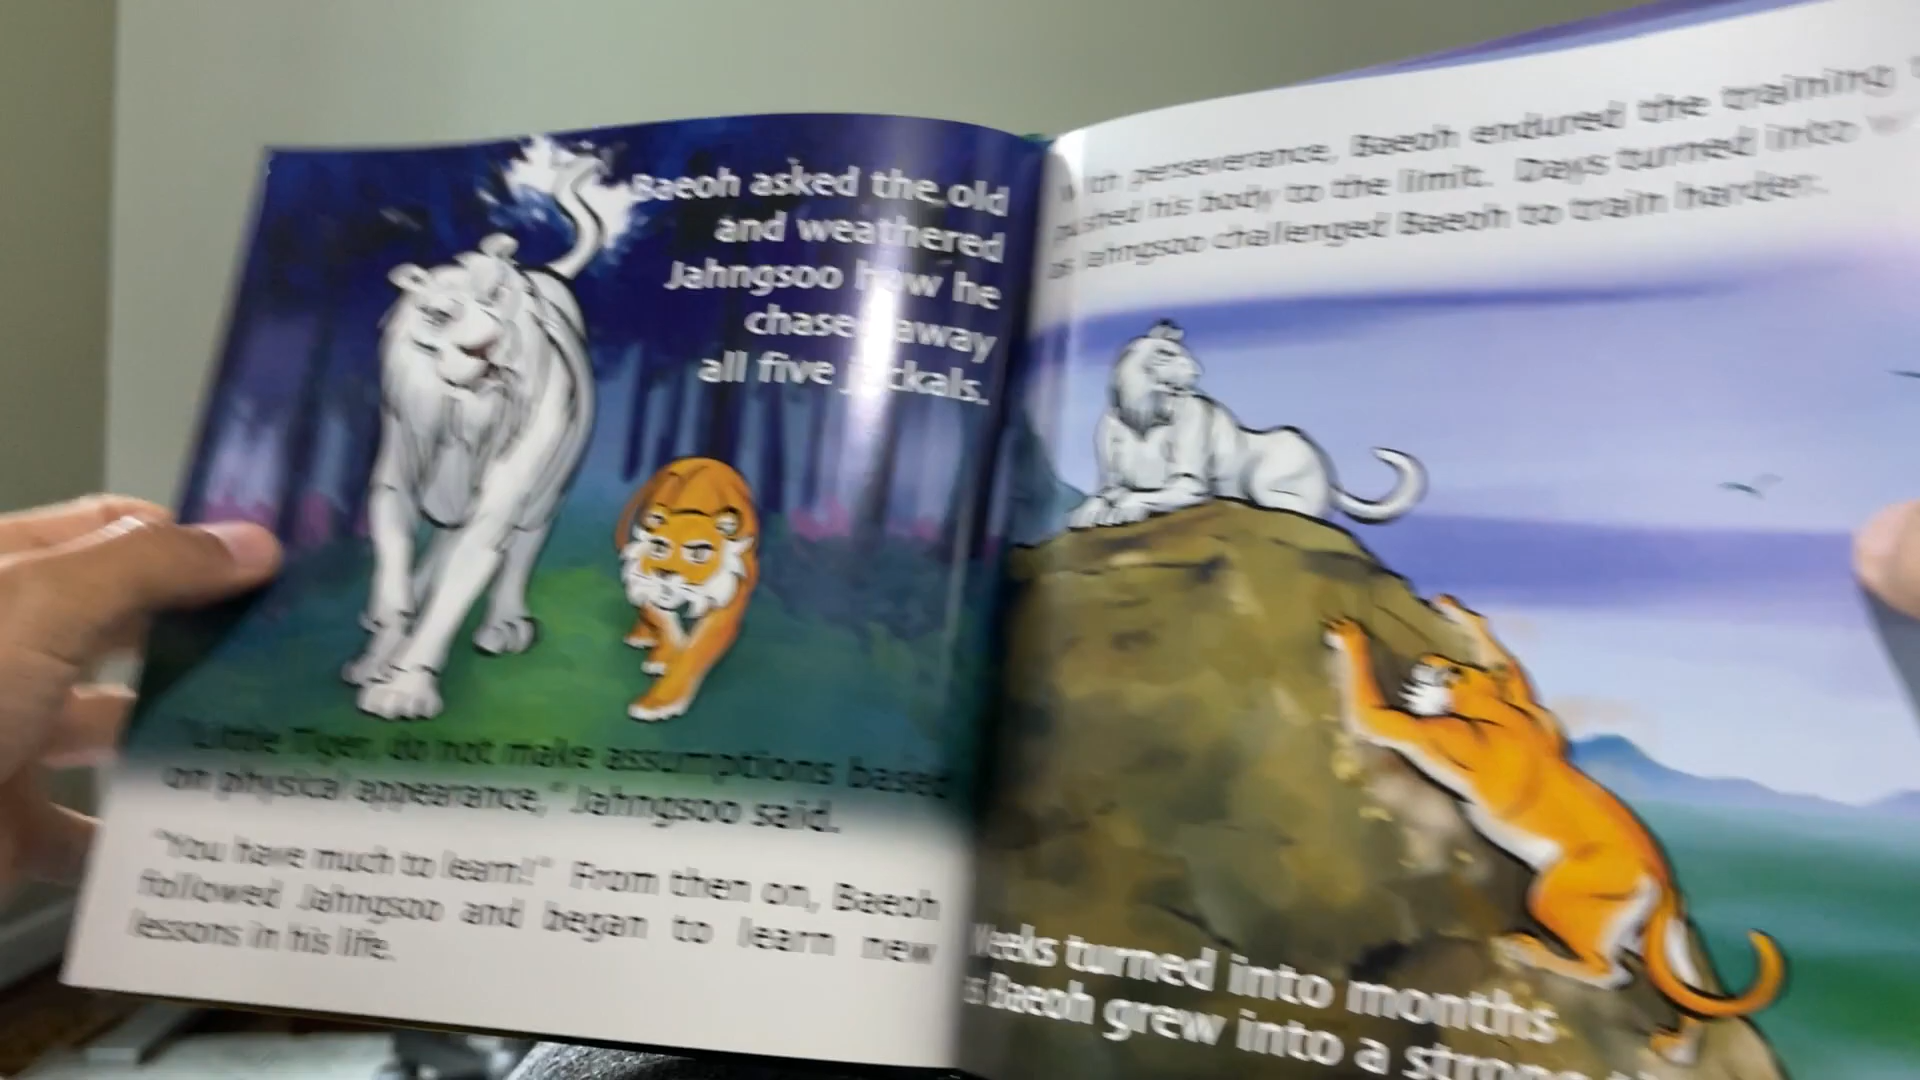 Baeoh asked the old
and weathered
Jahngsoo how he
chased away
all five jackals.
"Little Tiger, do not make assumptions based
on physical appearance," Jahngsoo said.
"You have much to learn!" From then on, Baeoh
followed Jahngsoo and began to learn new
lessons in his life.
With perseverance, Baeoh endured the training
pushed his body to the limit. Days turned into
as Jahngsoo challenged Baeoh to train harder.
Weeks turned into months
as Baeoh grew into a strong